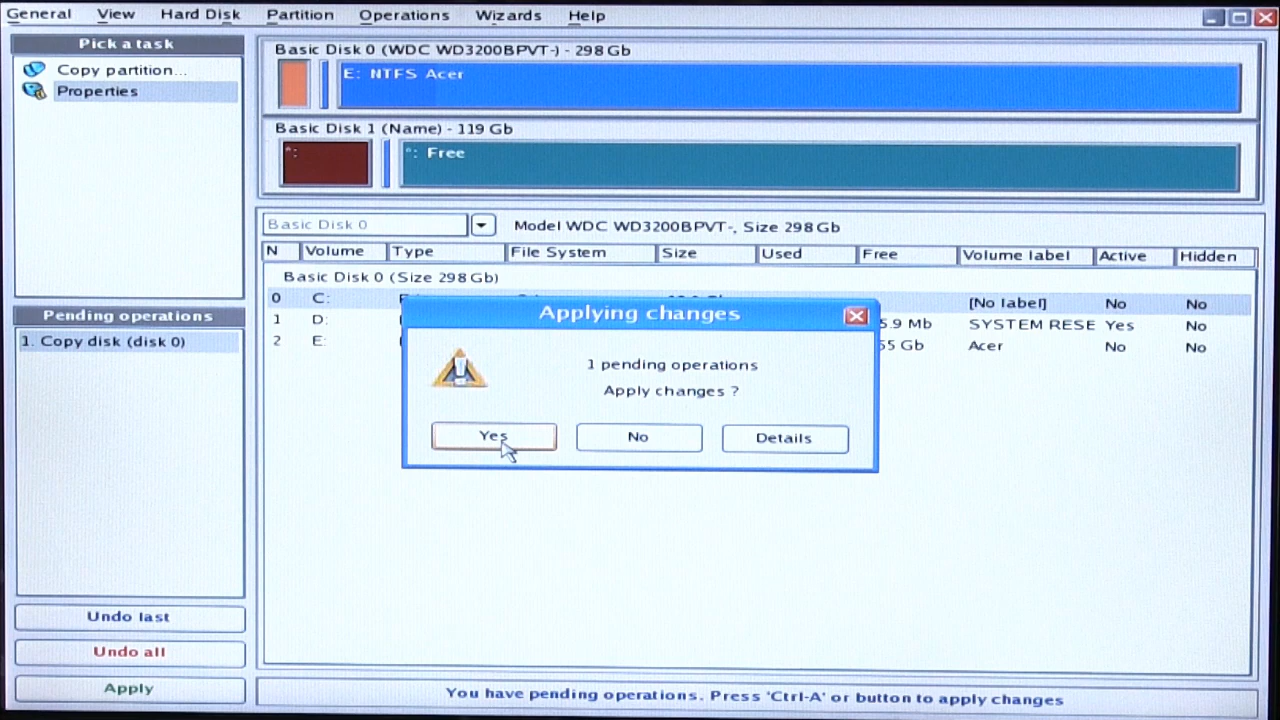 General View Hard Disk Partition Operations Wizards Help
Pick a task
Copy partition...
Properties
Basic Disk 0 (WDC WD3200BPVT-) - 298 Gb
E: NTFS Acer
Basic Disk 1 (Name) - 119 Gb
*:
*: Free
Basic Disk 0
Model WDC WD3200BPVT-, Size 298 Gb
N Volume Type File System Size Used Free Volume label Active Hidden
Basic Disk 0 (Size 298 Gb)
0 C: [No label] No No
1 D: 5.9 Mb SYSTEM RESE Yes No
2 E: 55 Gb Acer No No
Pending operations
1. Copy disk (disk 0)
Applying changes
1 pending operations
Apply changes ?
Yes No Details
Undo last
Undo all
Apply
You have pending operations. Press 'Ctrl-A' or button to apply changes